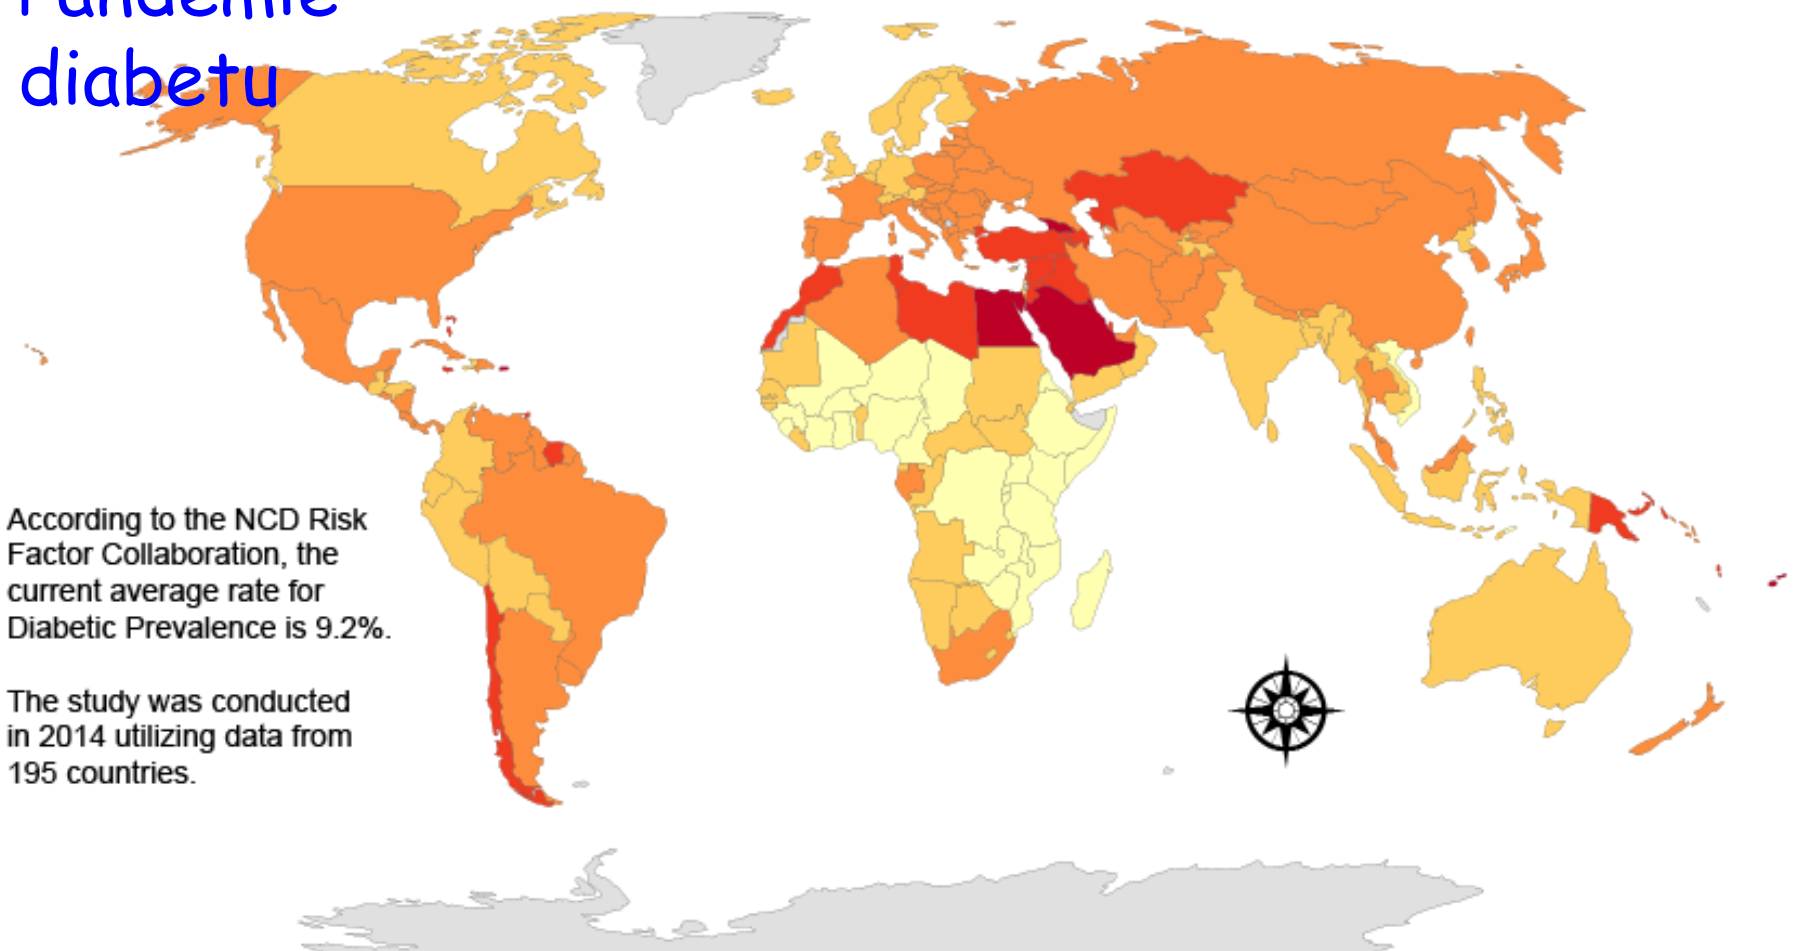 Pandemie
diabetu
According to the NCD Risk
Factor Collaboration, the
current average rate for
Diabetic Prevalence is 9.2%.
The study was conducted
in 2014 utilizing data from
195 countries.